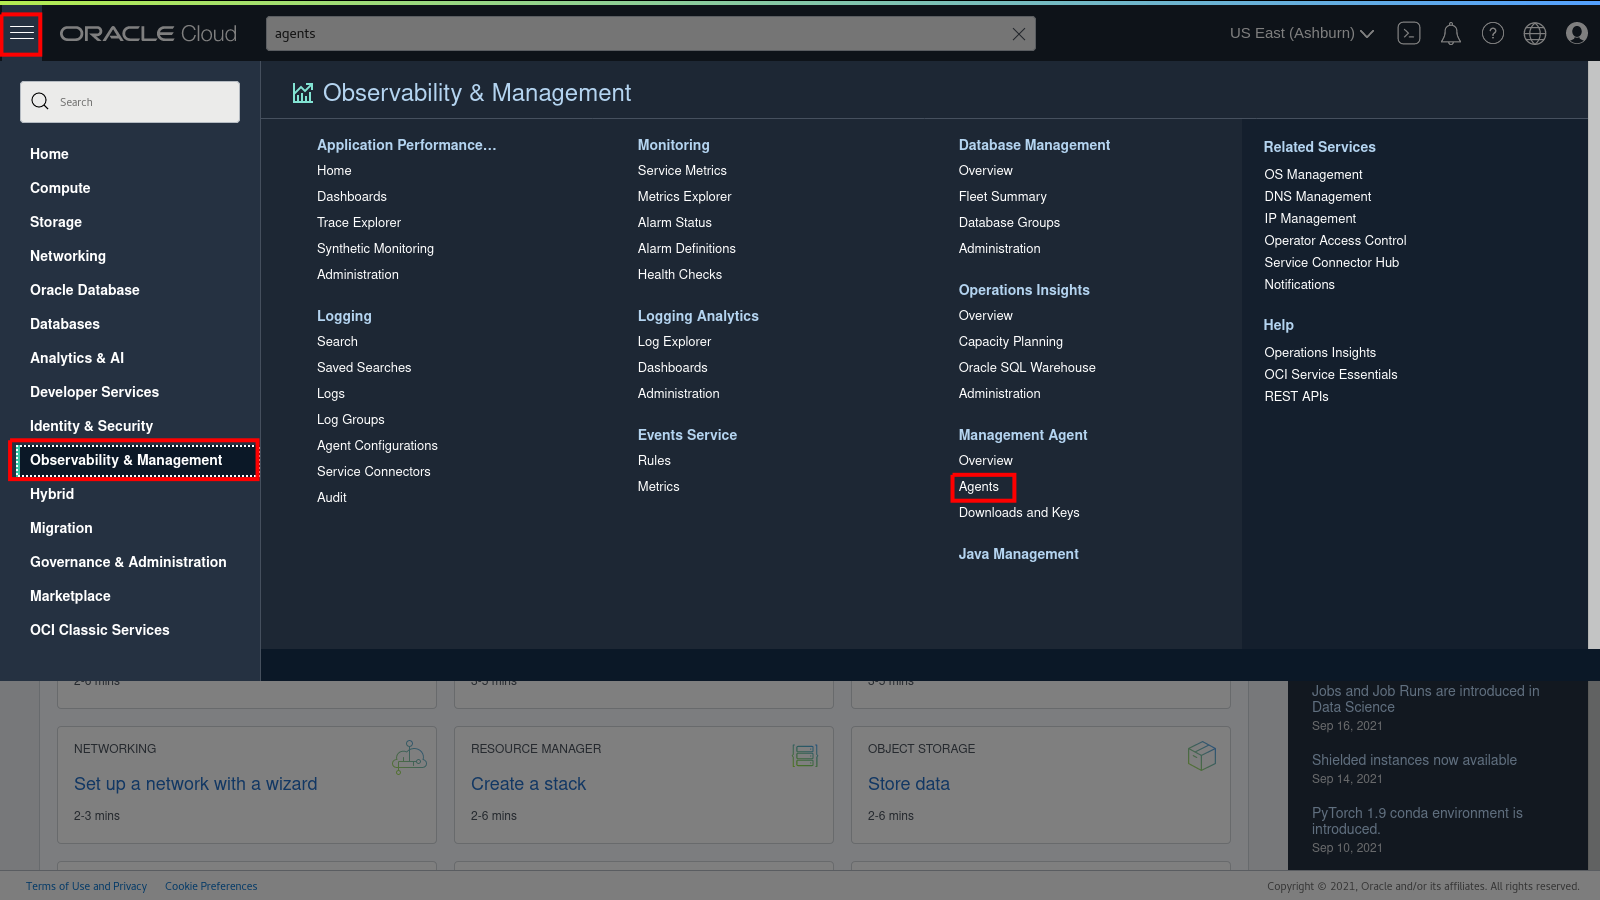 ORACLE Cloud
agents
US East (Ashburn)
Search
Home
Compute
Storage
Networking
Oracle Database
Databases
Analytics & AI
Developer Services
Identity & Security
Observability & Management
Hybrid
Migration
Governance & Administration
Marketplace
OCI Classic Services
Observability & Management
Application Performance...
Home
Dashboards
Trace Explorer
Synthetic Monitoring
Administration
Logging
Search
Saved Searches
Logs
Log Groups
Agent Configurations
Service Connectors
Audit
Monitoring
Service Metrics
Metrics Explorer
Alarm Status
Alarm Definitions
Health Checks
Logging Analytics
Log Explorer
Dashboards
Administration
Events Service
Rules
Metrics
Database Management
Overview
Fleet Summary
Database Groups
Administration
Operations Insights
Overview
Capacity Planning
Oracle SQL Warehouse
Administration
Management Agent
Overview
Agents
Downloads and Keys
Java Management
Related Services
OS Management
DNS Management
IP Management
Operator Access Control
Service Connector Hub
Notifications
Help
Operations Insights
OCI Service Essentials
REST APIs
NETWORKING
Set up a network with a wizard
2-3 mins
RESOURCE MANAGER
Create a stack
2-6 mins
OBJECT STORAGE
Store data
2-6 mins
Jobs and Job Runs are introduced in
Data Science
Sep 16, 2021
Shielded instances now available
Sep 14, 2021
PyTorch 1.9 conda environment is
introduced.
Sep 10, 2021
Terms of Use and Privacy
Cookie Preferences
Copyright © 2021, Oracle and/or its affiliates. All rights reserved.